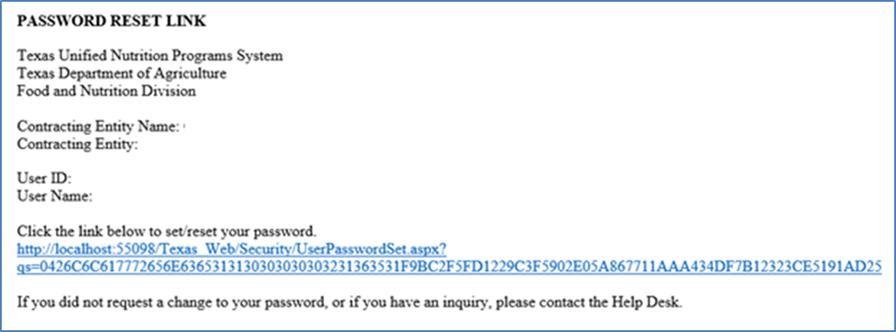 PASSWORD RESET LINK
Texas Unified Nutrition Programs System
Texas Department of Agriculture
Food and Nutrition Division
Contracting Entity Name:
Contracting Entity:
User ID:
User Name:
Click the link below to set/reset your password.
http://localhost:55098/Texas_Web/Security/UserPasswordSet.aspx?
qs=0426C6C617772656E63653131303030303032313635​31F9BC2F5FD1229C3F5902E05A867711AAA434DF7B12323CE5191AD25
If you did not request a change to your password, or if you have an inquiry, please contact the Help Desk.